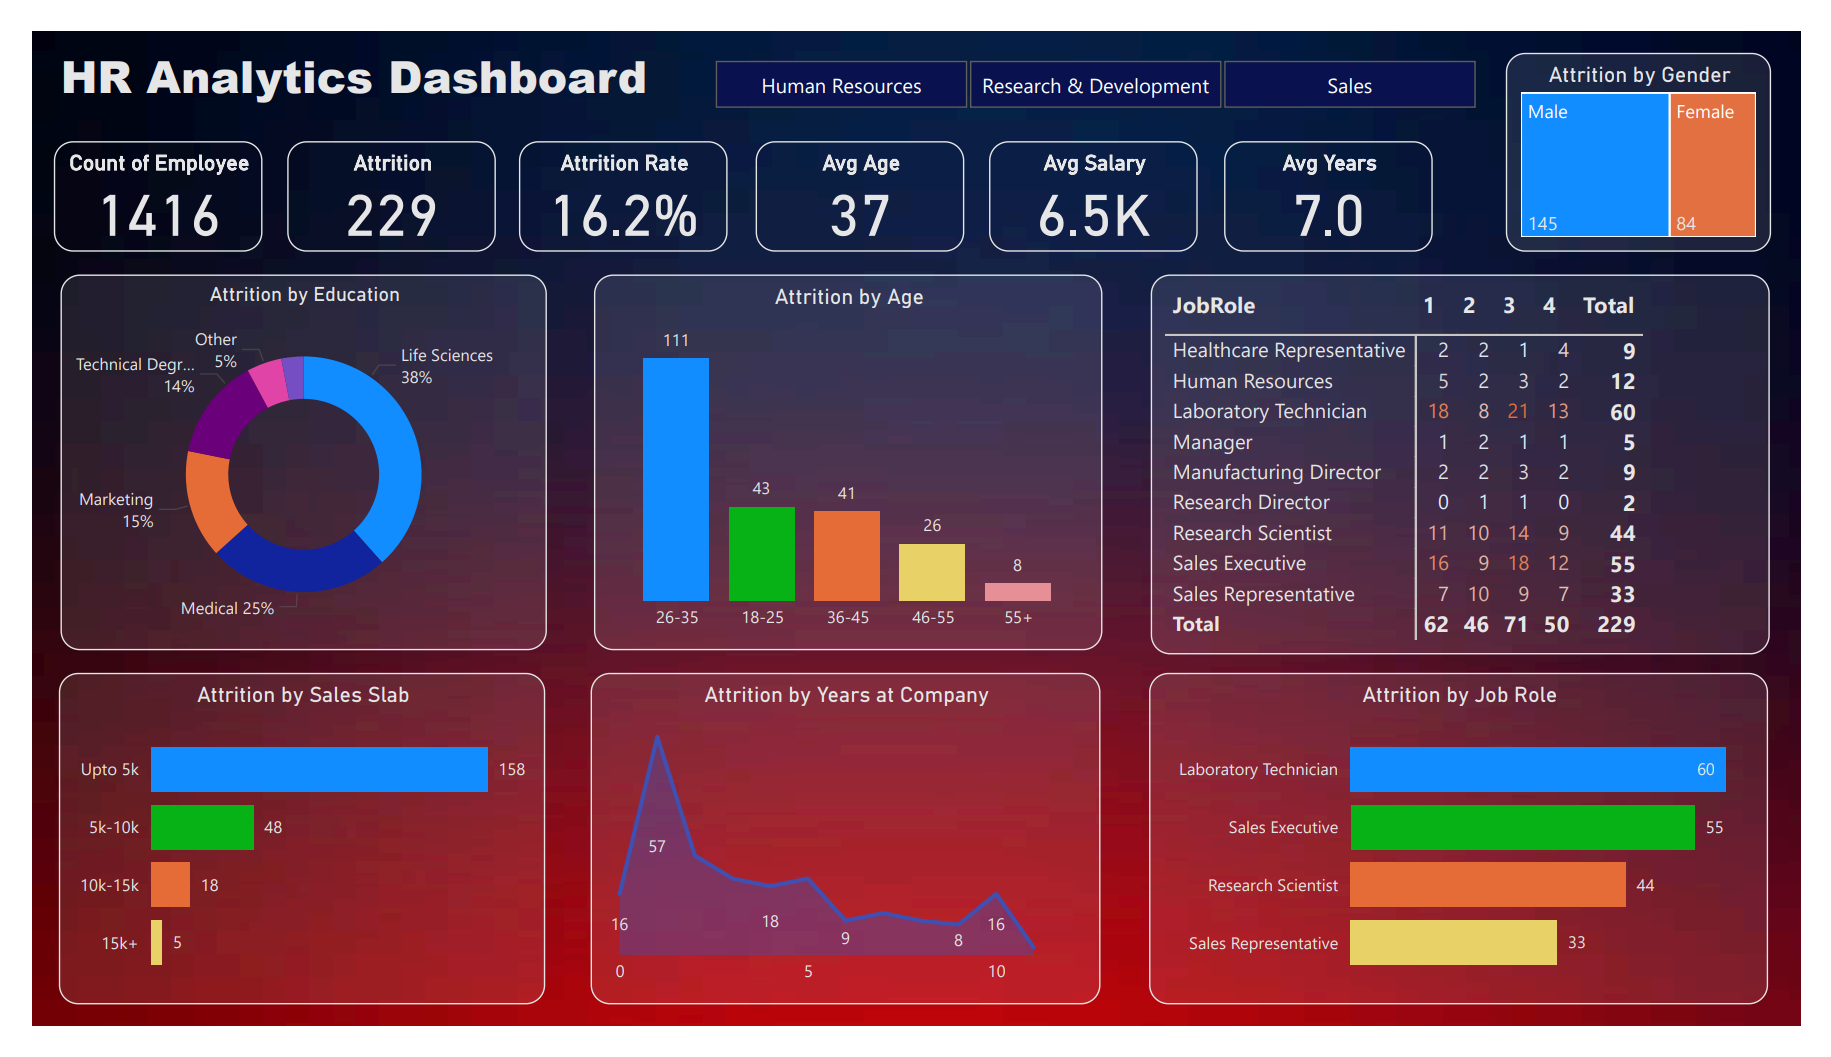 HR Analytics Dashboard
Human Resources
Research & Development
Sales
Attrition by Gender
Male
Female
145
84
Count of Employee
1416
Attrition
229
Attrition Rate
16.2%
Avg Age
37
Avg Salary
6.5K
Avg Years
7.0
Attrition by Education
Other
5%
Technical Degr...
14%
Life Sciences
38%
Marketing
15%
Medical 25%
Attrition by Age
111
43
41
26
8
26-35 18-25 36-45 46-55 55+
JobRole 1 2 3 4 Total
Healthcare Representative 2 2 1 4 9
Human Resources 5 2 3 2 12
Laboratory Technician 18 8 21 13 60
Manager 1 2 1 1 5
Manufacturing Director 2 2 3 2 9
Research Director 0 1 1 0 2
Research Scientist 11 10 14 9 44
Sales Executive 16 9 18 12 55
Sales Representative 7 10 9 7 33
Total 62 46 71 50 229
Attrition by Sales Slab
Upto 5k 158
5k-10k 48
10k-15k 18
15k+ 5
Attrition by Years at Company
57
16
18
9
8
16
0 5 10
Attrition by Job Role
Laboratory Technician 60
Sales Executive 55
Research Scientist 44
Sales Representative 33